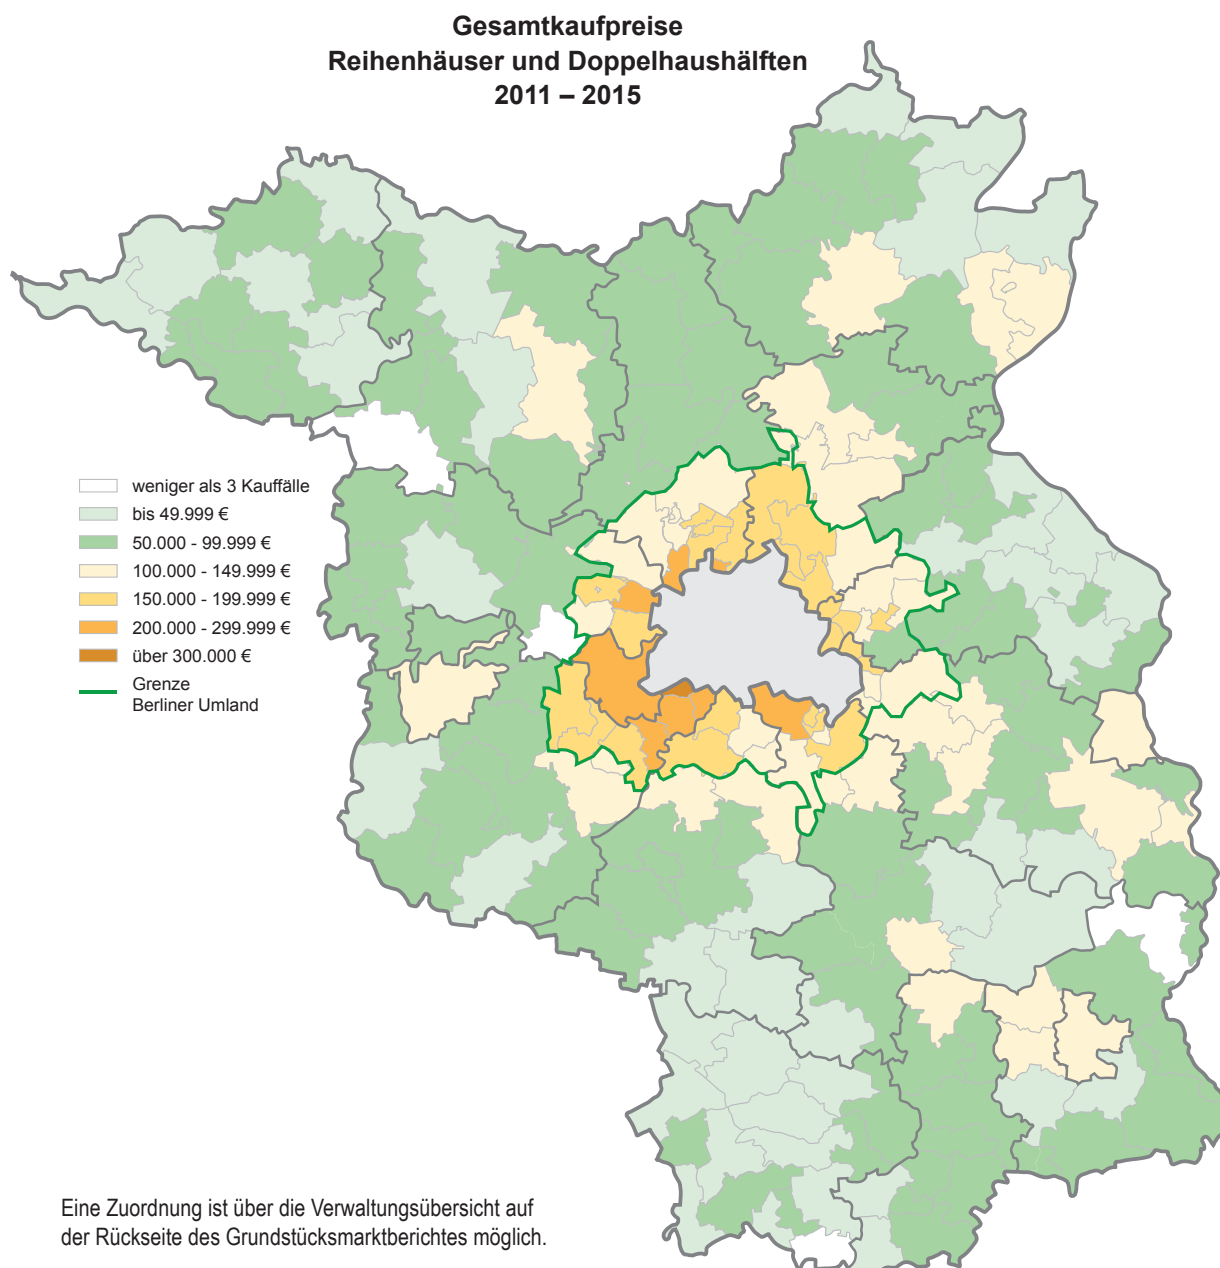 Gesamtkaufpreise
Reihenhäuser und Doppelhaushälften
2011 – 2015
weniger als 3 Kauffälle
bis 49.999 €
50.000 - 99.999 €
100.000 - 149.999 €
150.000 - 199.999 €
200.000 - 299.999 €
über 300.000 €
Grenze
Berliner Umland
Eine Zuordnung ist über die Verwaltungsübersicht auf
der Rückseite des Grundstücksmarktberichtes möglich.